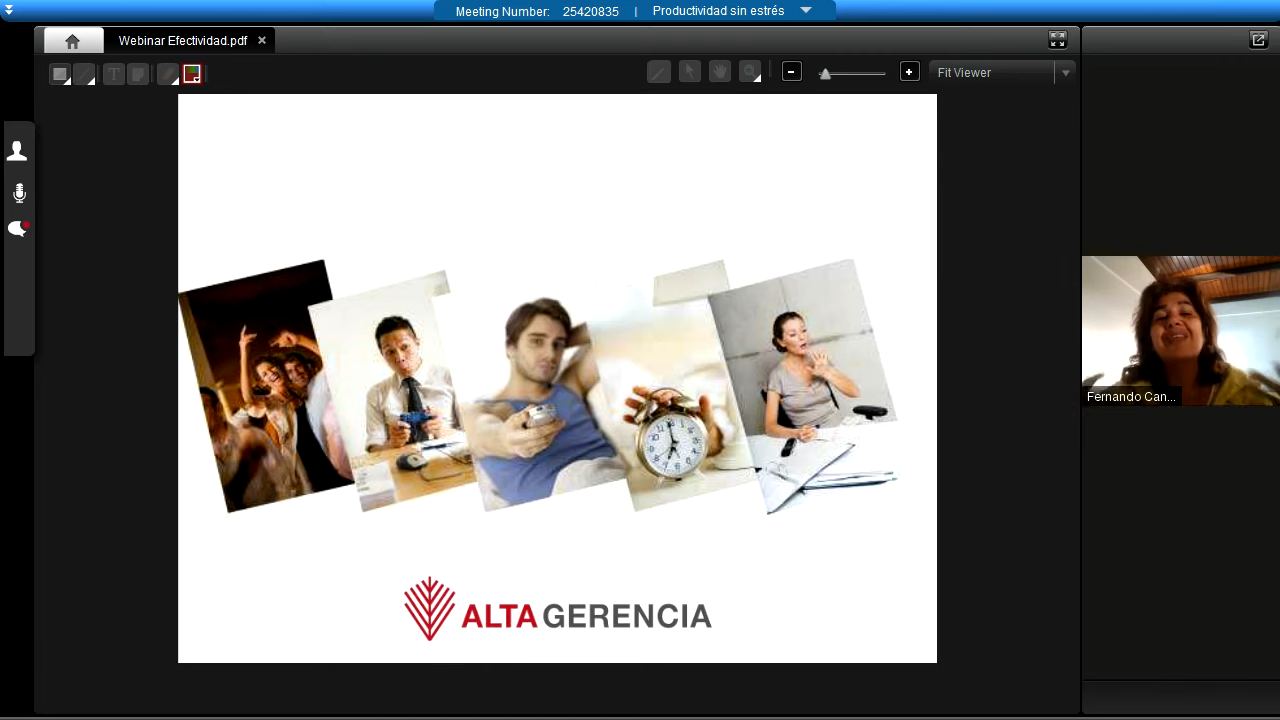 Meeting Number: 25420835 | Productividad sin estrés
Webinar Efectividad.pdf
T
Fit Viewer
Fernando Can...
ALTA GERENCIA